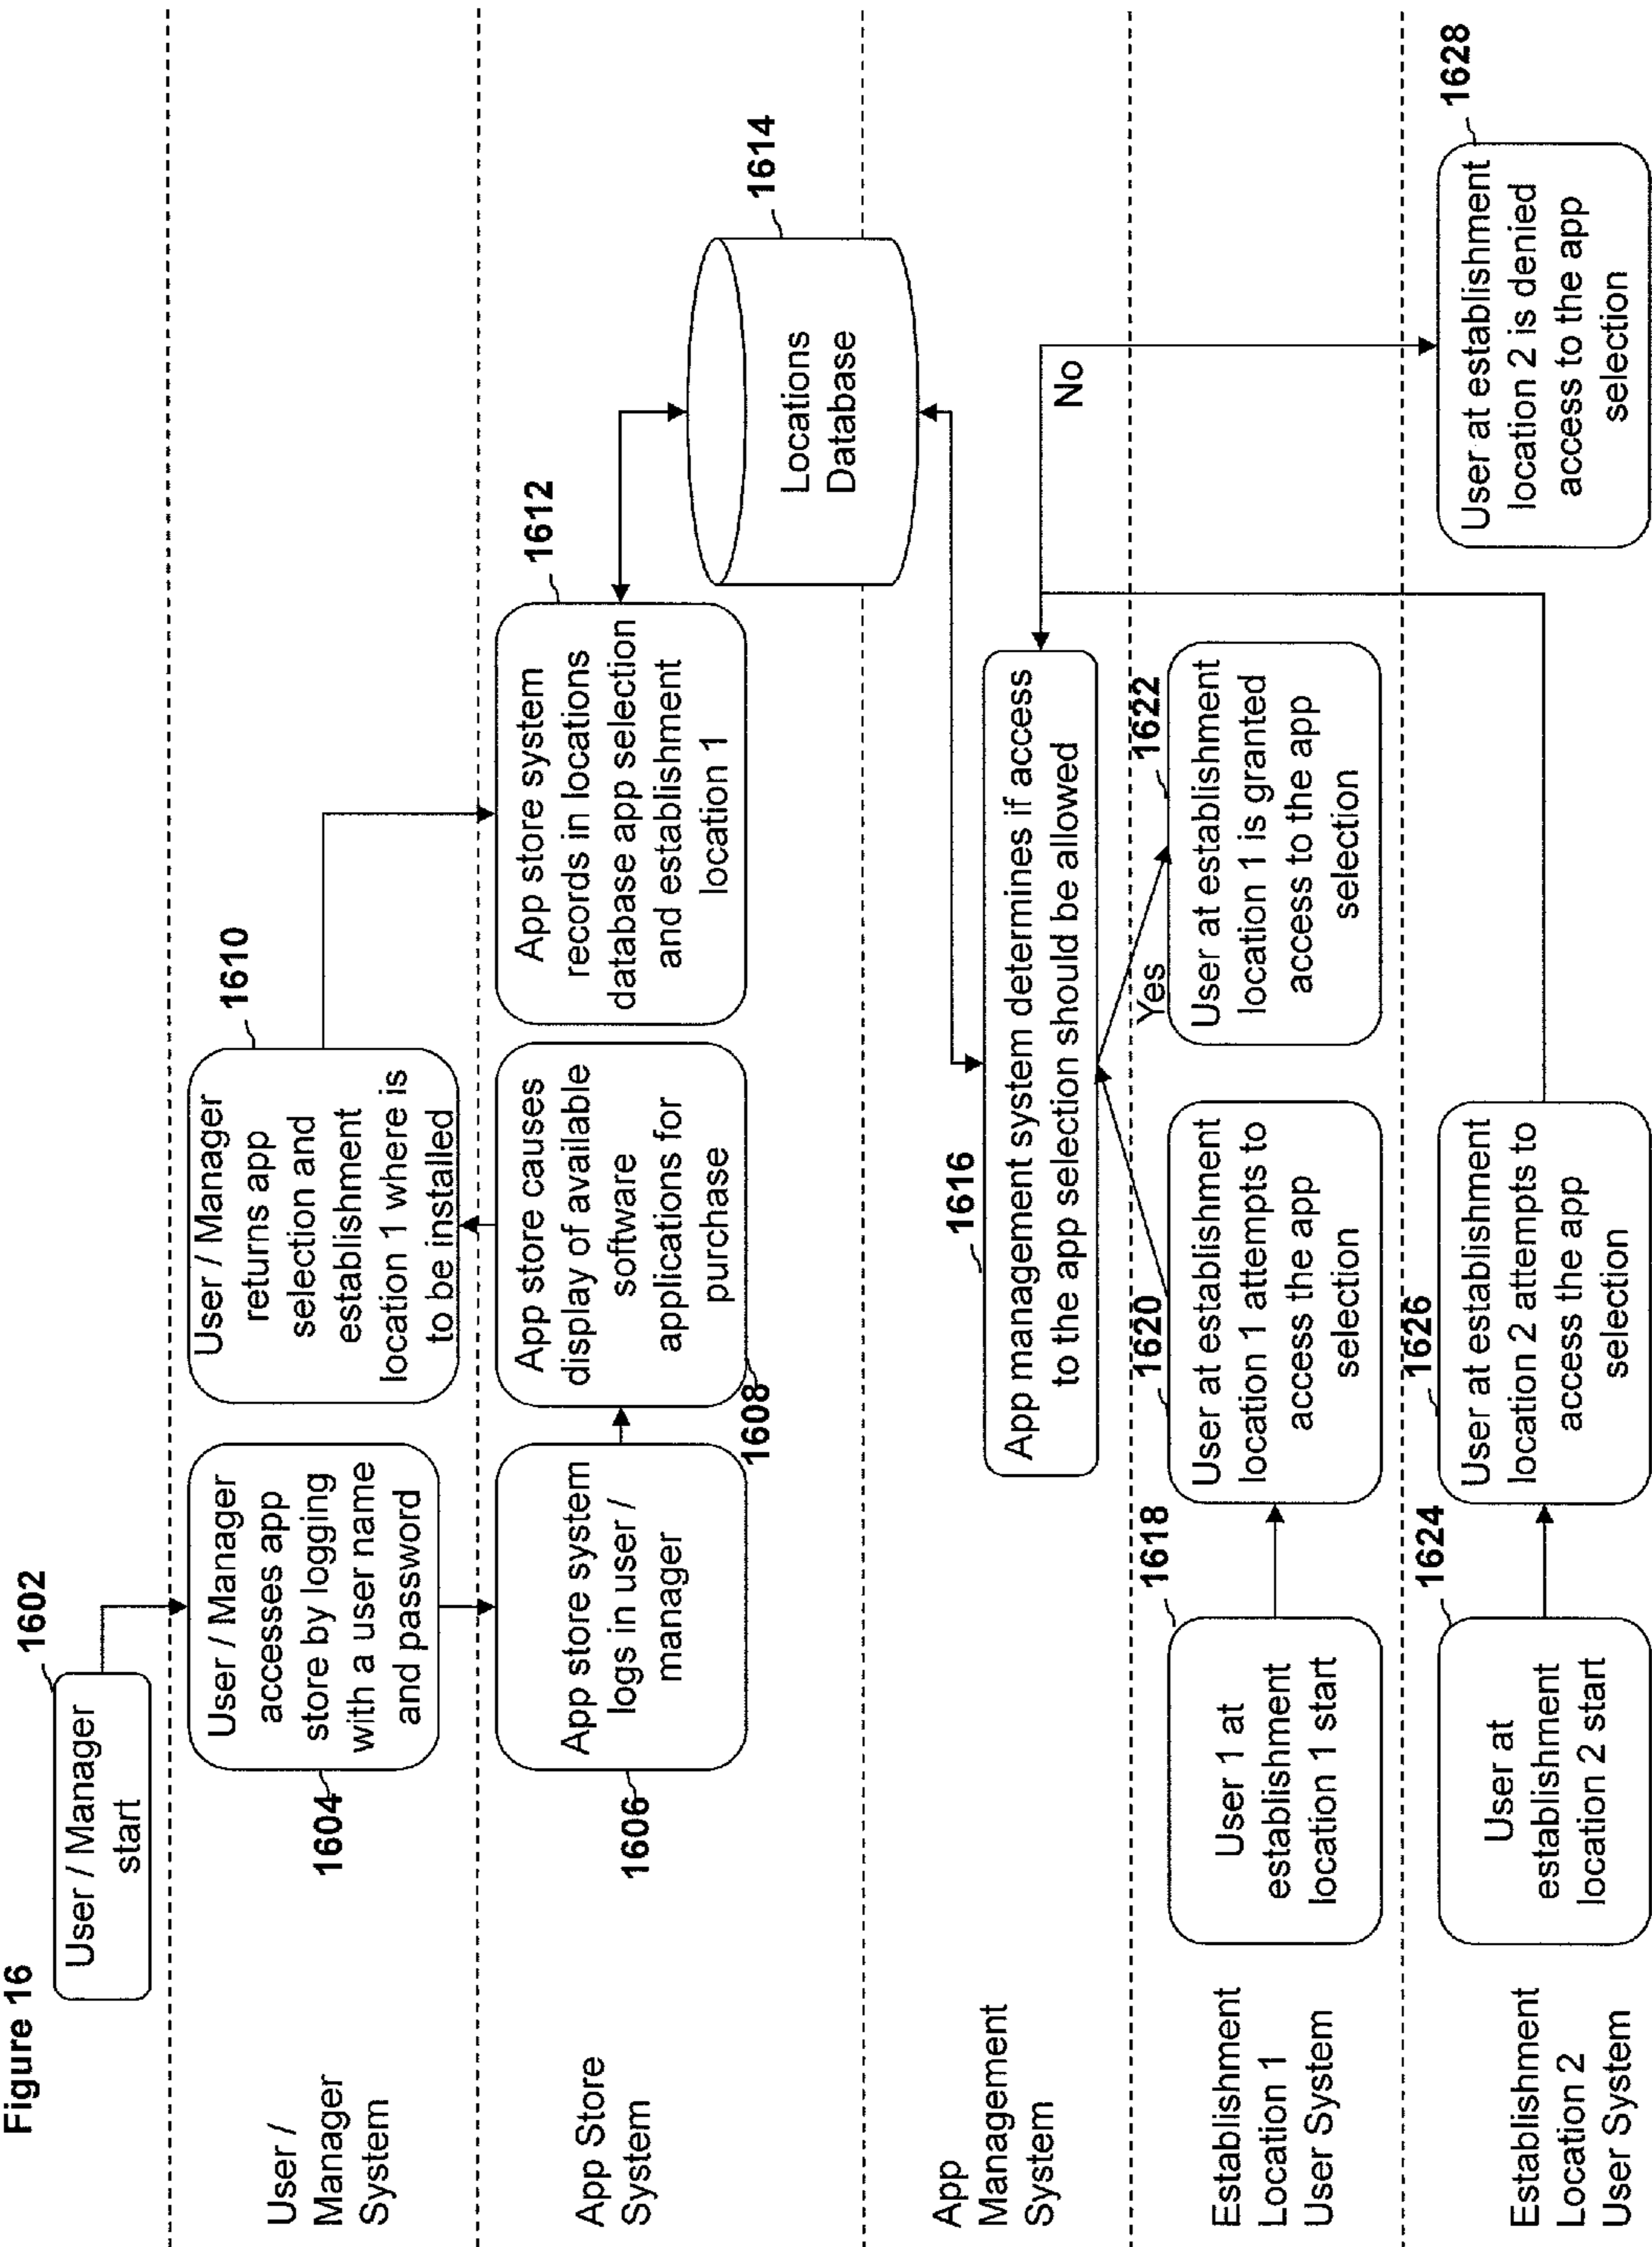 Figure 16
1602
User / Manager
start
User /
Manager
System
User / Manager
accesses app
store by logging
with a user name
and password
1604
User / Manager
returns app
selection and
establishment
location 1 where is
to be installed
1610
App Store
System
App store system
logs in user /
manager
1606
App store causes
display of available
software
applications for
purchase
1608
App store system
records in locations
database app selection
and establishment
location 1
1612
Locations
Database
1614
App
Management
System
1616
App management system determines if access
to the app selection should be allowed
Yes
No
Establishment
Location 1
User System
User 1 at
establishment
location 1 start
1618
User at establishment
location 1 attempts to
access the app
selection
1620
User at establishment
location 1 is granted
access to the app
selection
1622
Establishment
Location 2
User System
User at
establishment
location 2 start
1624
User at establishment
location 2 attempts to
access the app
selection
1626
User at establishment
location 2 is denied
access to the app
selection
1628